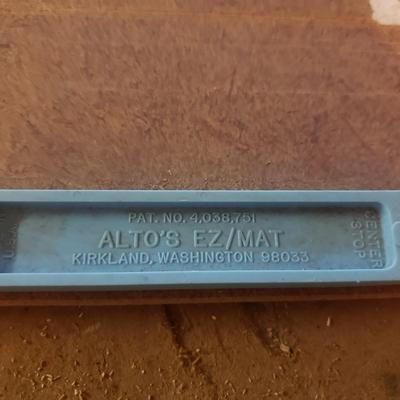 PAT. NO. 4,038,751
ALTO'S EZ/MAT
KIRKLAND, WASHINGTON 98033
CENTER
STOP